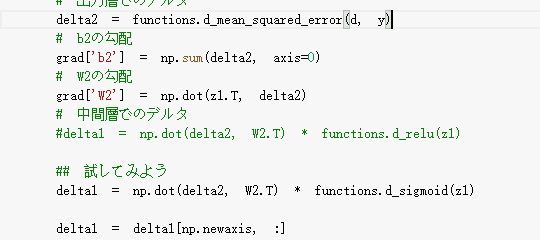 # 出力層でのデルタ
delta2 = functions.d_mean_squared_error(d, y)
# b2の勾配
grad['b2'] = np.sum(delta2, axis=0)
# W2の勾配
grad['W2'] = np.dot(z1.T, delta2)
# 中間層でのデルタ
#delta1 = np.dot(delta2, W2.T) * functions.d_relu(z1)
## 試してみよう
delta1 = np.dot(delta2, W2.T) * functions.d_sigmoid(z1)
delta1 = delta1[np.newaxis, :]